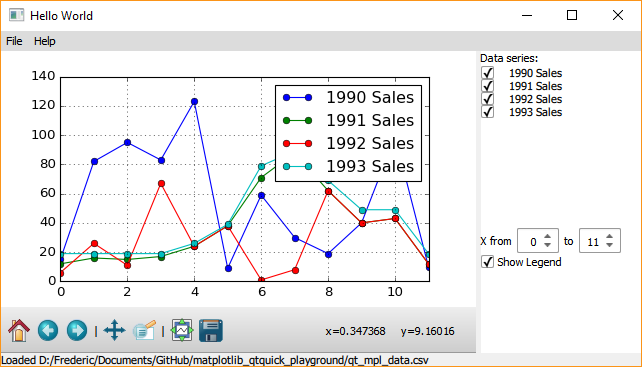 Hello World
File Help
Data series:
1990 Sales
1991 Sales
1992 Sales
1993 Sales
140
120
100
80
60
40
20
0
0 2 4 6 8 10
1990 Sales
1991 Sales
1992 Sales
1993 Sales
X from 0 to 11
Show Legend
x=0.347368 y=9.16016
Loaded D:/Frederic/Documents/GitHub/matplotlib_qtquick_playground/qt_mpl_data.csv